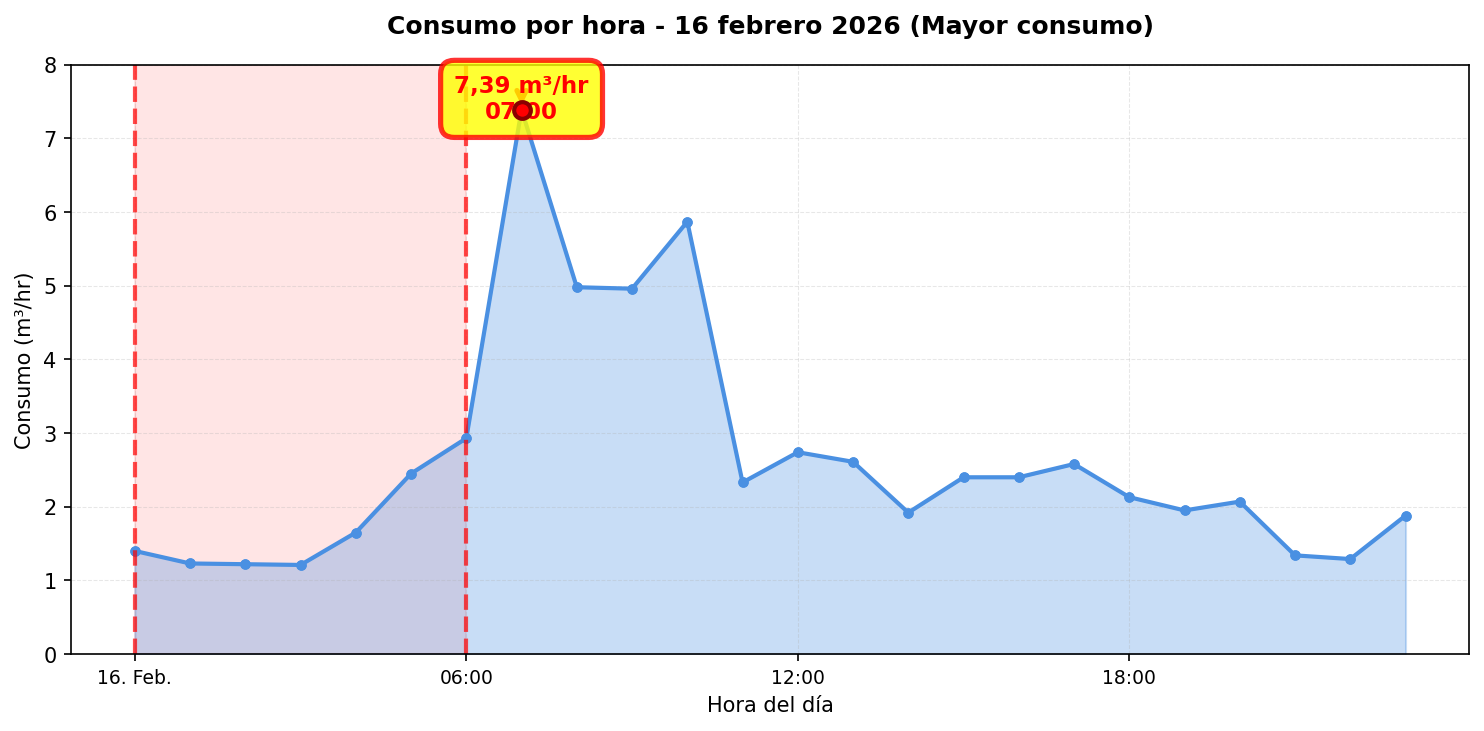 Consumo por hora - 16 febrero 2026 (Mayor consumo)
7,39 m³/hr
07:00
Consumo (m³/hr)
8
7
6
5
4
3
2
1
0
16. Feb.
06:00
12:00
18:00
Hora del día